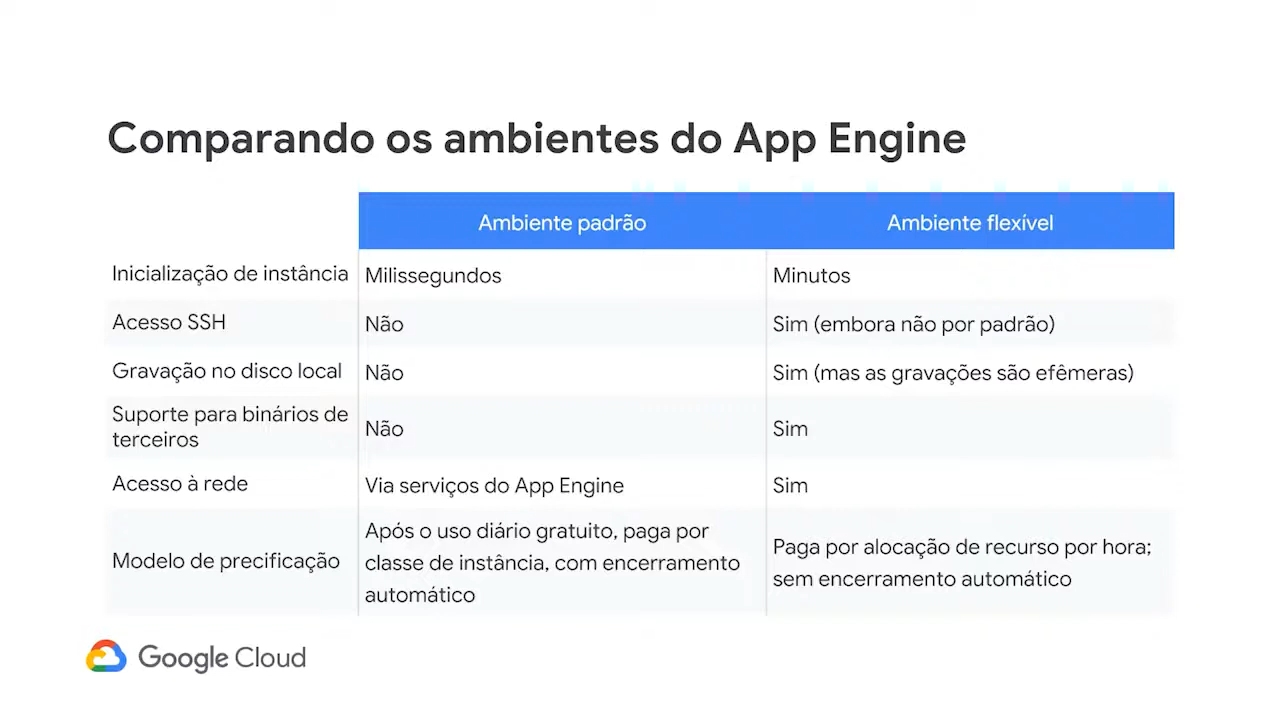 Comparando os ambientes do App Engine
Ambiente padrão
Ambiente flexível
Inicialização de instância
Milissegundos
Minutos
Acesso SSH
Não
Sim (embora não por padrão)
Gravação no disco local
Não
Sim (mas as gravações são efêmeras)
Suporte para binários de
terceiros
Não
Sim
Acesso à rede
Via serviços do App Engine
Sim
Modelo de precificação
Após o uso diário gratuito, paga por
classe de instância, com encerramento
automático
Paga por alocação de recurso por hora;
sem encerramento automático
Google Cloud